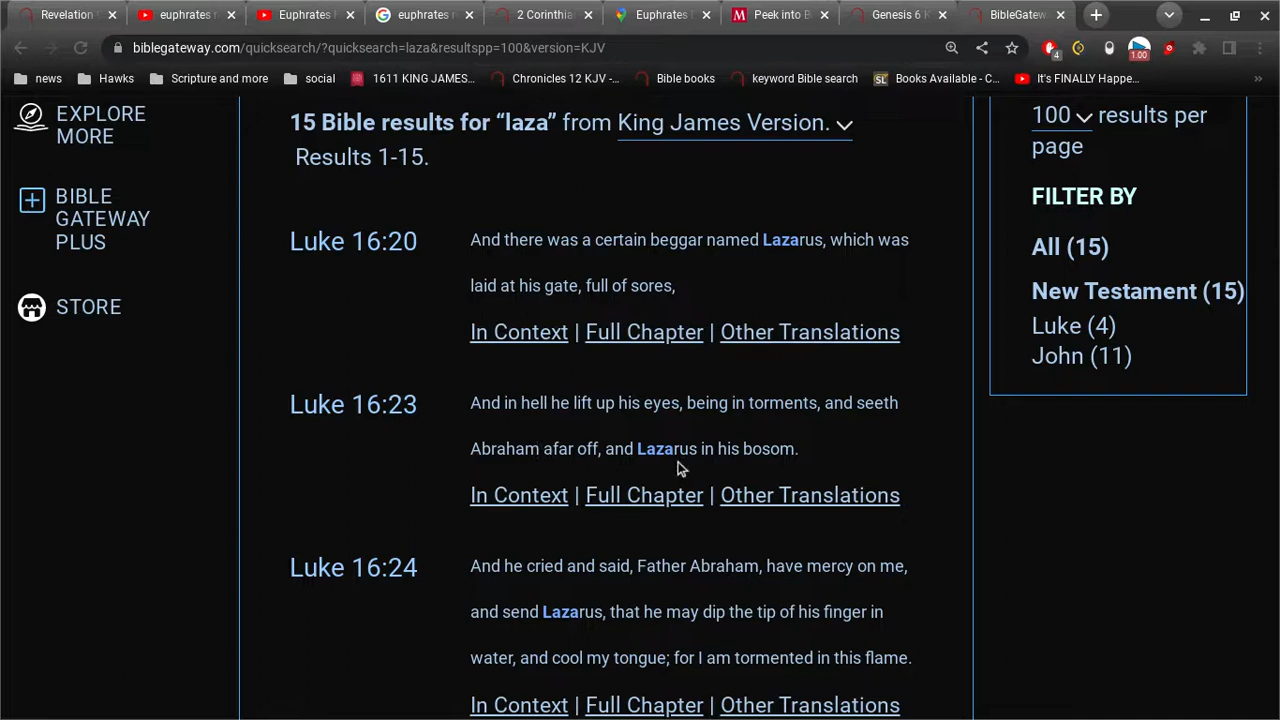 Revelation
euphrates r
Euphrates
euphrates r
2 Corinthia
Euphrates
Peek into B
Genesis 6 K
BibleGatew
biblegateway.com/quicksearch/?quicksearch=laza&resultspp=100&version=KJV
4
1.00
news
Hawks
Scripture and more
social
1611 KING JAMES...
Chronicles 12 KJV -...
Bible books
keyword Bible search
SL
Books Available - C...
It's FINALLY Happe...
»
EXPLORE
MORE
BIBLE
GATEWAY
PLUS
STORE
15 Bible results for “laza” from King James Version.
Results 1-15.
Luke 16:20
And there was a certain beggar named Lazarus, which was
laid at his gate, full of sores,
In Context | Full Chapter | Other Translations
Luke 16:23
And in hell he lift up his eyes, being in torments, and seeth
Abraham afar off, and Lazarus in his bosom.
In Context | Full Chapter | Other Translations
Luke 16:24
And he cried and said, Father Abraham, have mercy on me,
and send Lazarus, that he may dip the tip of his finger in
water, and cool my tongue; for I am tormented in this flame.
In Context | Full Chapter | Other Translations
100 results per
page
FILTER BY
All (15)
New Testament (15)
Luke (4)
John (11)